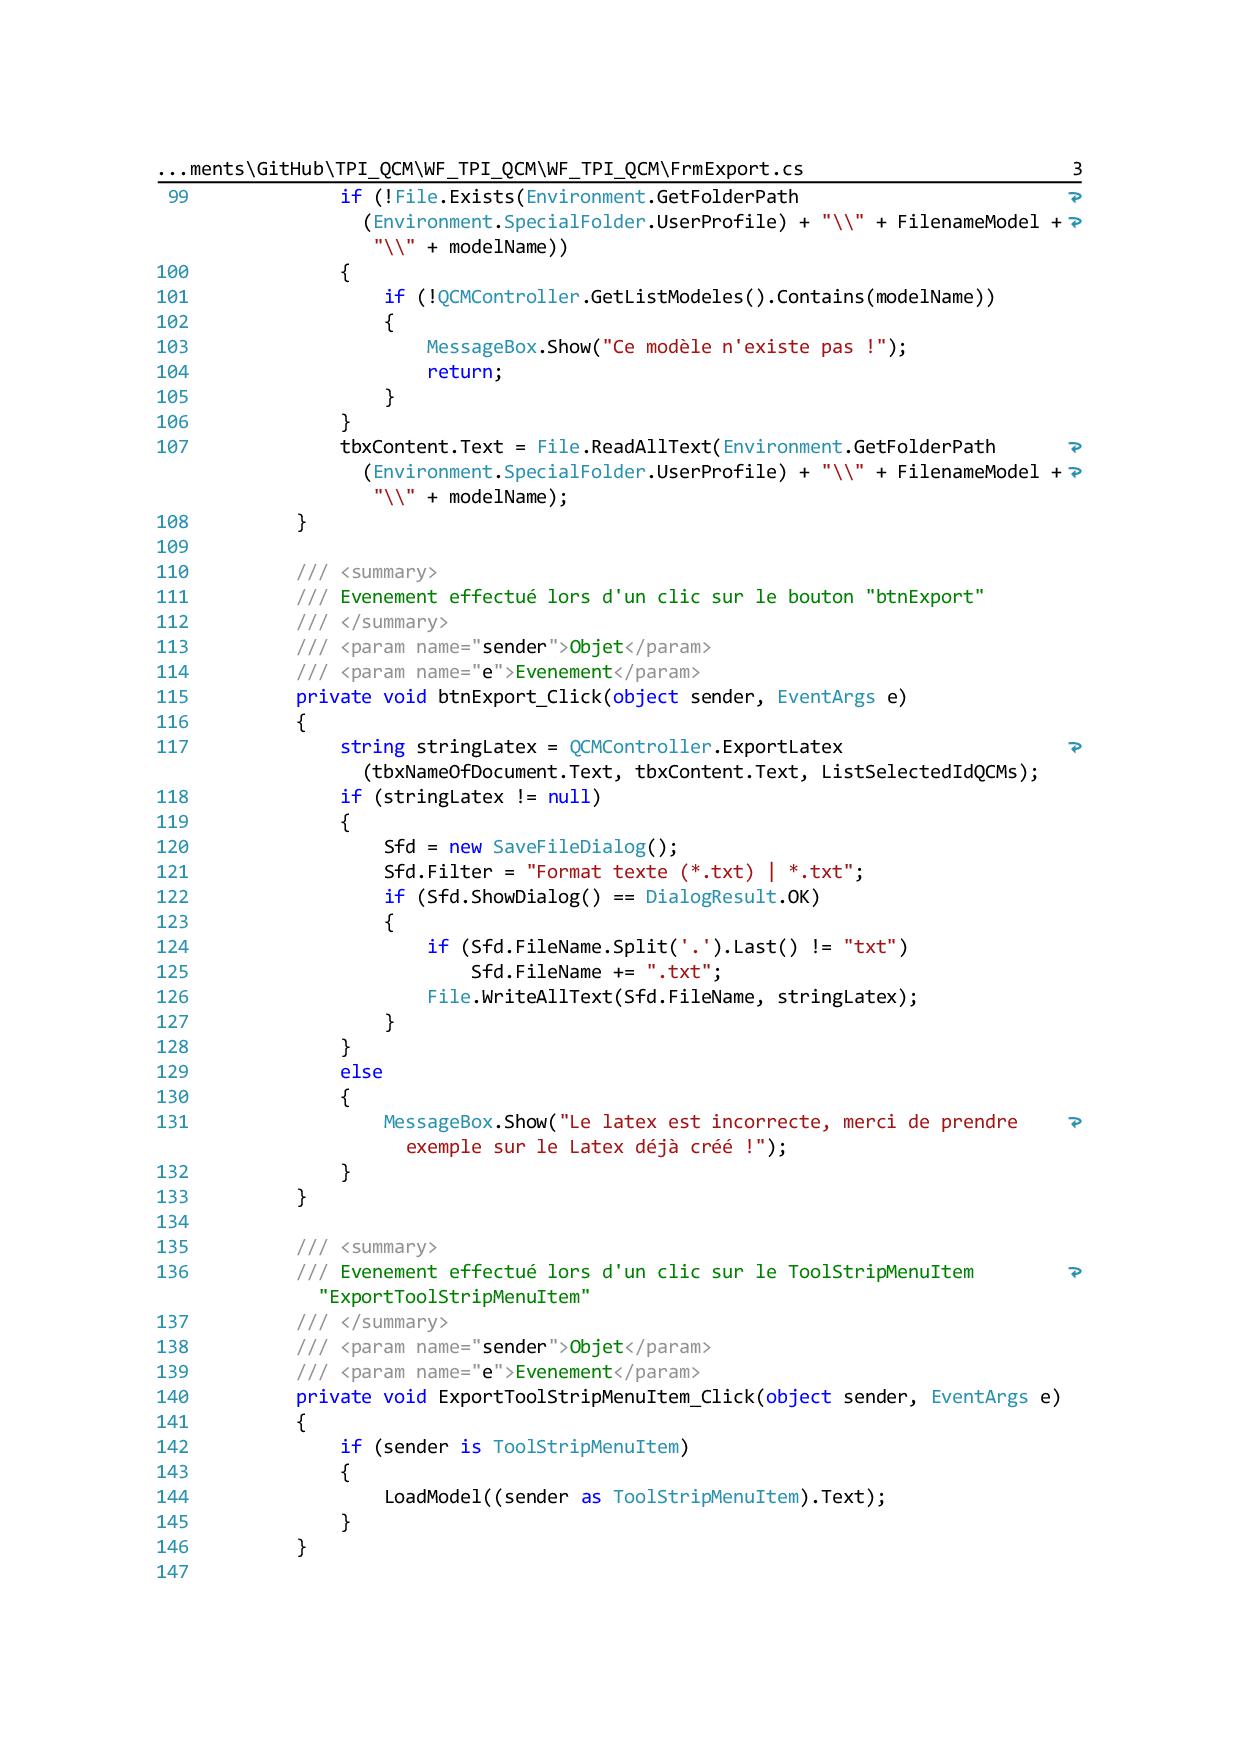 ...ments\GitHub\TPI_QCM\WF_TPI_QCM\WF_TPI_QCM\FrmExport.cs 3
99 if (!File.Exists(Environment.GetFolderPath
(Environment.SpecialFolder.UserProfile) + "\\" + FilenameModel +
"\\" + modelName))
100 {
101 if (!QCMController.GetListModeles().Contains(modelName))
102 {
103 MessageBox.Show("Ce modèle n'existe pas !");
104 return;
105 }
106 }
107 tbxContent.Text = File.ReadAllText(Environment.GetFolderPath
(Environment.SpecialFolder.UserProfile) + "\\" + FilenameModel +
"\\" + modelName);
108 }
109
110 /// <summary>
111 /// Evenement effectué lors d'un clic sur le bouton "btnExport"
112 /// </summary>
113 /// <param name="sender">Objet</param>
114 /// <param name="e">Evenement</param>
115 private void btnExport_Click(object sender, EventArgs e)
116 {
117 string stringLatex = QCMController.ExportLatex
(tbxNameOfDocument.Text, tbxContent.Text, ListSelectedIdQCMs);
118 if (stringLatex != null)
119 {
120 Sfd = new SaveFileDialog();
121 Sfd.Filter = "Format texte (*.txt) | *.txt";
122 if (Sfd.ShowDialog() == DialogResult.OK)
123 {
124 if (Sfd.FileName.Split('.').Last() != "txt")
125 Sfd.FileName += ".txt";
126 File.WriteAllText(Sfd.FileName, stringLatex);
127 }
128 }
129 else
130 {
131 MessageBox.Show("Le latex est incorrecte, merci de prendre
exemple sur le Latex déjà créé !");
132 }
133 }
134
135 /// <summary>
136 /// Evenement effectué lors d'un clic sur le ToolStripMenuItem
"ExportToolStripMenuItem"
137 /// </summary>
138 /// <param name="sender">Objet</param>
139 /// <param name="e">Evenement</param>
140 private void ExportToolStripMenuItem_Click(object sender, EventArgs e)
141 {
142 if (sender is ToolStripMenuItem)
143 {
144 LoadModel((sender as ToolStripMenuItem).Text);
145 }
146 }
147